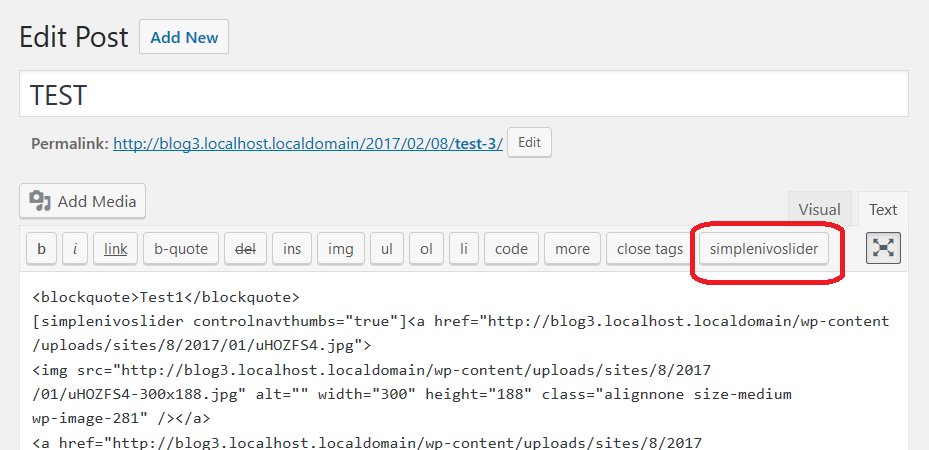 Edit Post Add New
TEST
Permalink: http://blog3.localhost.localdomain/2017/02/08/test-3/ Edit
Add Media
Visual Text
b i link b-quote del ins img ul ol li code more close tags simplenivoslider
<blockquote>Test1</blockquote>
[simplenivoslider controlnavthumbs="true"]<a href="http://blog3.localhost.localdomain/wp-content
/uploads/sites/8/2017/01/uHOZFS4.jpg">
<img src="http://blog3.localhost.localdomain/wp-content/uploads/sites/8/2017
/01/uHOZFS4-300x188.jpg" alt="" width="300" height="188" class="alignnone size-medium
wp-image-281" /></a>
<a href="http://blog3.localhost.localdomain/wp-content/uploads/sites/8/2017